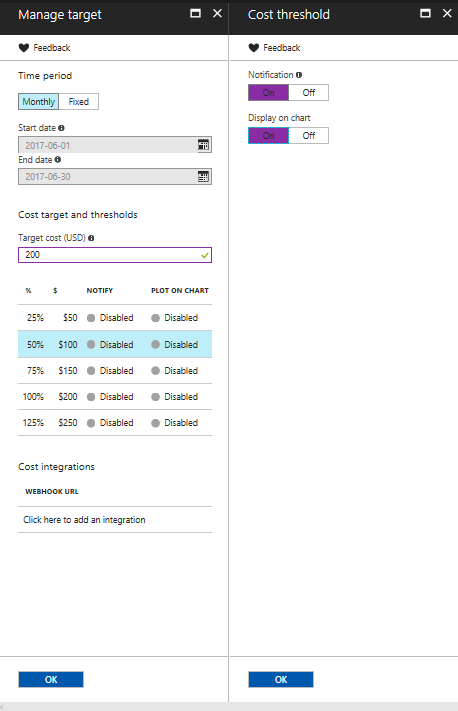 Manage target
Feedback
Time period
Monthly Fixed
Start date
2017-06-01
End date
2017-06-30
Cost target and thresholds
Target cost (USD)
200
% $ NOTIFY PLOT ON CHART
25% $50 Disabled Disabled
50% $100 Disabled Disabled
75% $150 Disabled Disabled
100% $200 Disabled Disabled
125% $250 Disabled Disabled
Cost integrations
WEBHOOK URL
Click here to add an integration
OK
Cost threshold
Feedback
Notification
On Off
Display on chart
On Off
OK